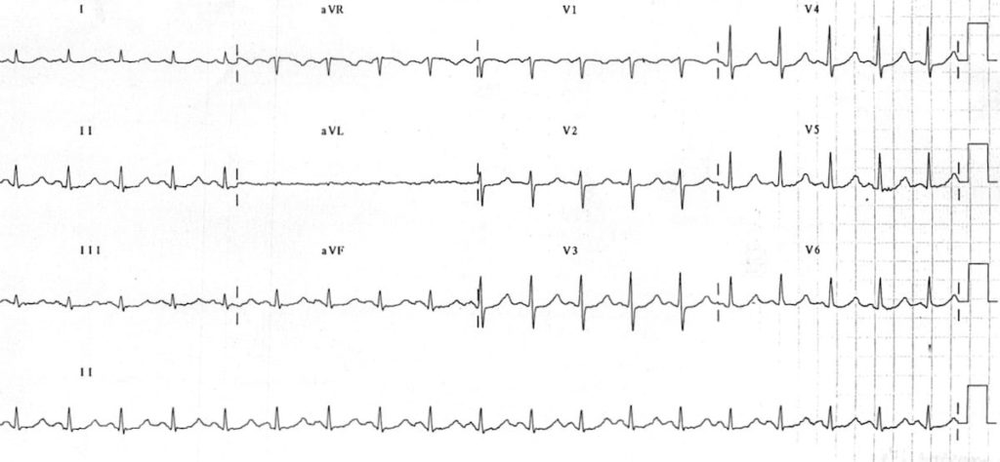 I aVR V1 V4
II aVL V2 V5
III aVF V3 V6
II